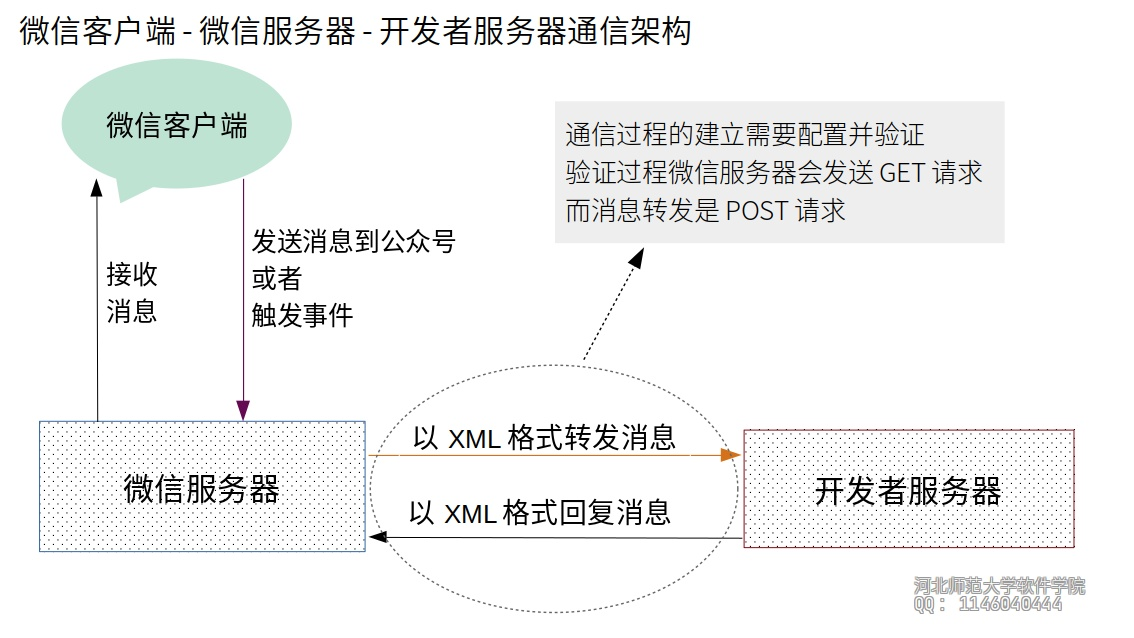 微信客户端 - 微信服务器 - 开发者服务器通信架构
微信客户端
通信过程的建立需要配置并验证
验证过程微信服务器会发送 GET 请求
而消息转发是 POST 请求
接收
消息
发送消息到公众号
或者
触发事件
以 XML 格式转发消息
微信服务器
开发者服务器
以 XML 格式回复消息
河北师范大学软件学院
QQ： 1146040444